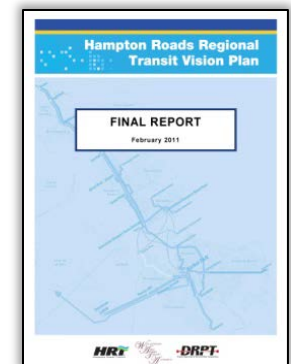 Hampton Roads Regional
Transit Vision Plan
FINAL REPORT
February 2011
HRT
·DRPT·